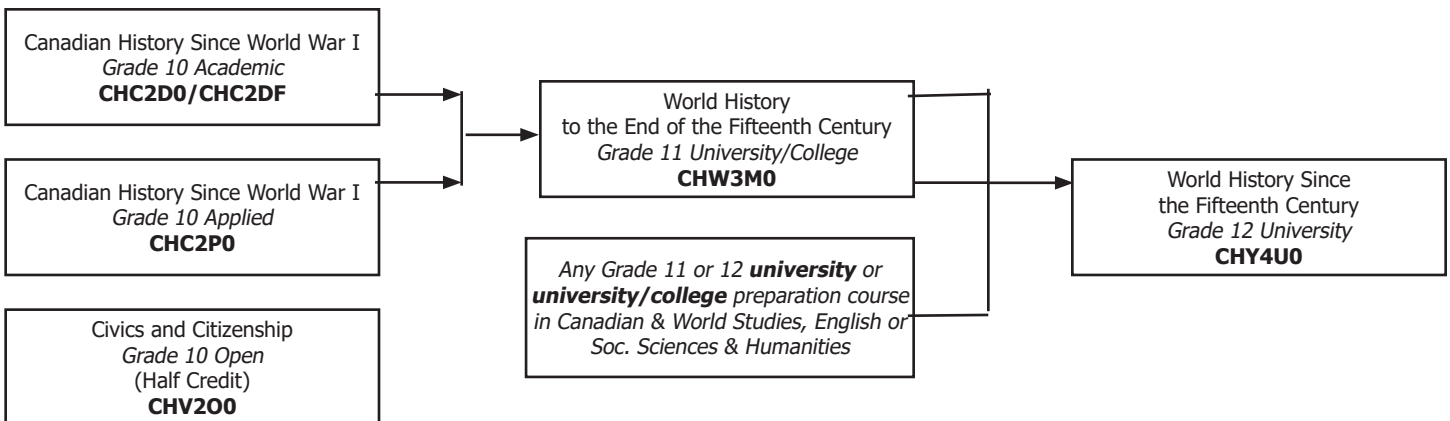 Canadian History Since World War I
Grade 10 Academic
CHC2D0/CHC2DF
Canadian History Since World War I
Grade 10 Applied
CHC2P0
Civics and Citizenship
Grade 10 Open
(Half Credit)
CHV2O0
World History
to the End of the Fifteenth Century
Grade 11 University/College
CHW3M0
Any Grade 11 or 12 university or
university/college preparation course
in Canadian & World Studies, English or
Soc. Sciences & Humanities
World History Since
the Fifteenth Century
Grade 12 University
CHY4U0